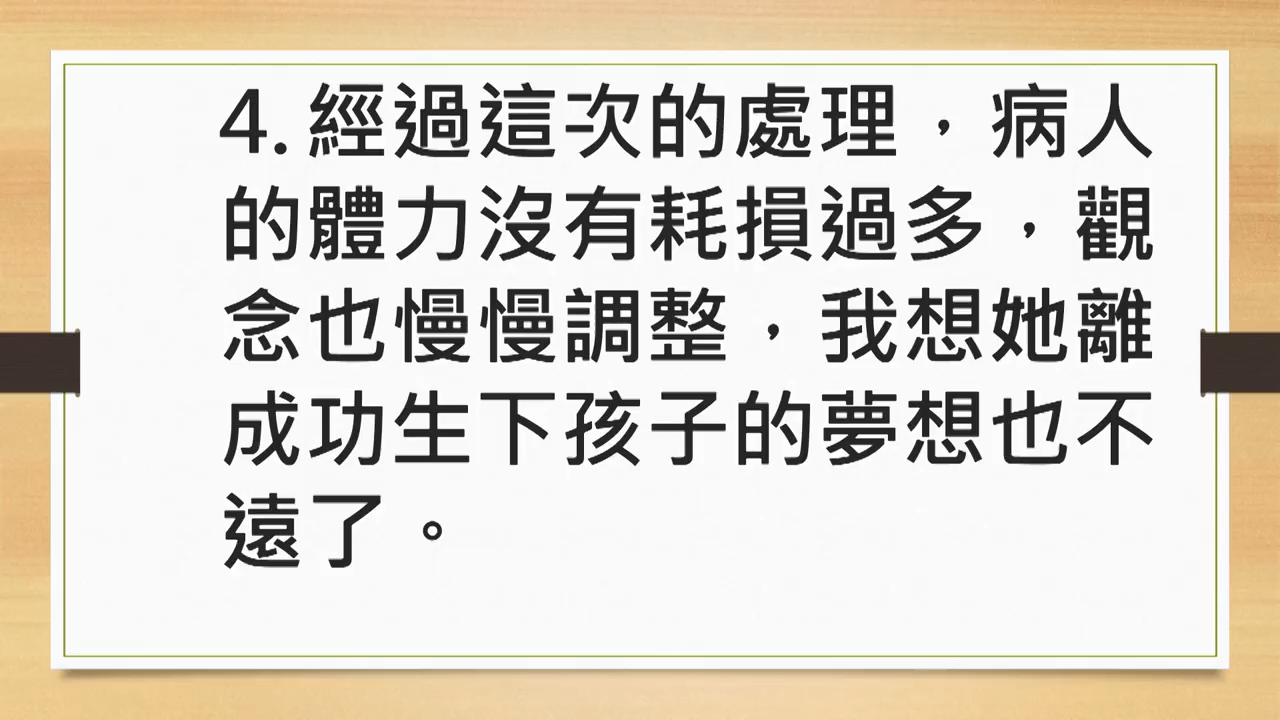 4. 經過這次的處理，病人
的體力沒有耗損過多，觀
念也慢慢調整，我想她離
成功生下孩子的夢想也不
遠了。